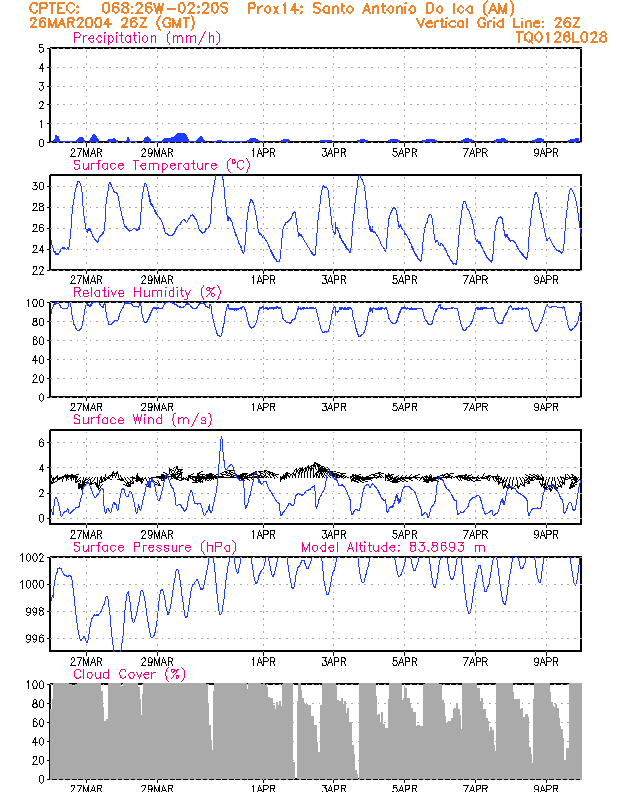 CPTEC: 068:26W-02:20S Prox14: Santo Antonio Do Ica (AM)
26MAR2004 26Z (GMT) Vertical Grid Line: 26Z
Precipitation (mm/h) TQ0126L028
5
4
3
2
1
0
27MAR 29MAR 1APR 3APR 5APR 7APR 9APR
Surface Temperature (ºC)
30
28
26
24
22
27MAR 29MAR 1APR 3APR 5APR 7APR 9APR
Relative Humidity (%)
100
80
60
40
20
0
27MAR 29MAR 1APR 3APR 5APR 7APR 9APR
Surface Wind (m/s)
6
4
2
0
27MAR 29MAR 1APR 3APR 5APR 7APR 9APR
Surface Pressure (hPa) Model Altitude: 83.8693 m
1002
1000
998
996
27MAR 29MAR 1APR 3APR 5APR 7APR 9APR
Cloud Cover (%)
100
80
60
40
20
0
27MAR 29MAR 1APR 3APR 5APR 7APR 9APR